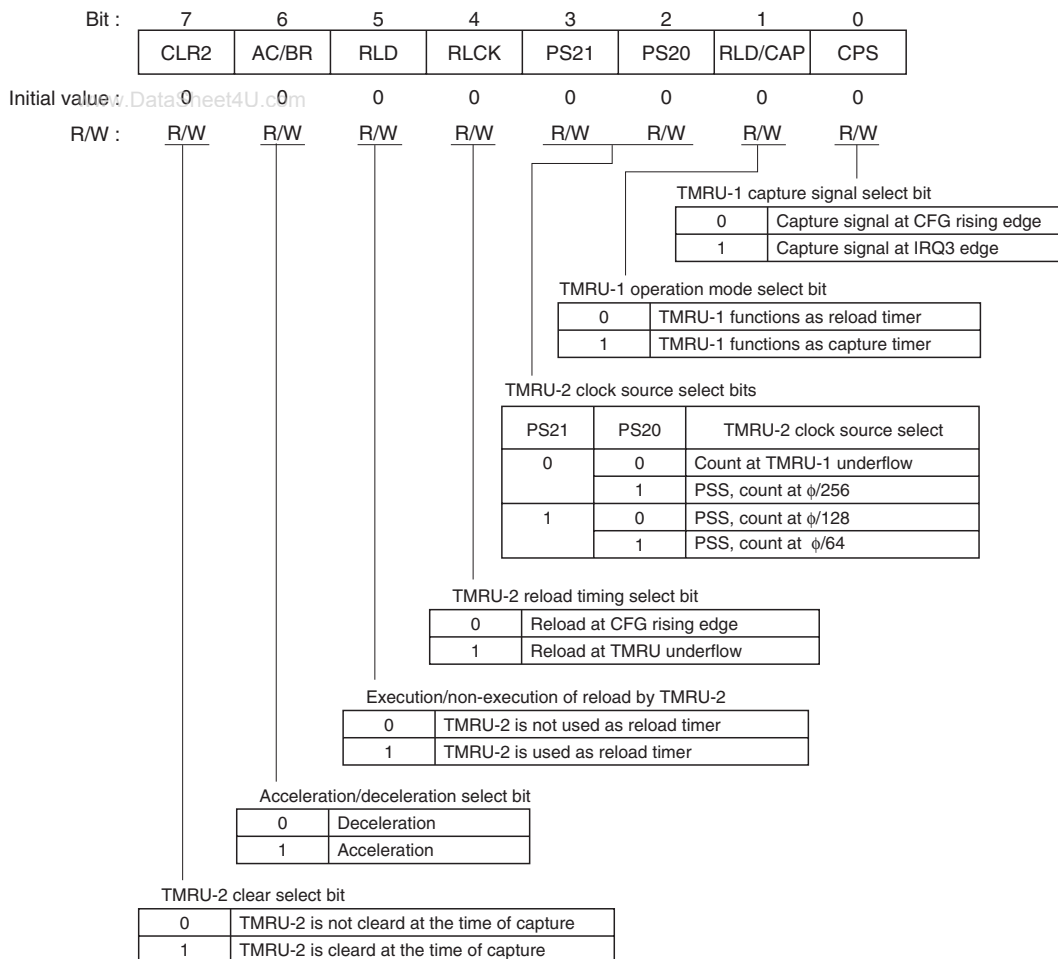 Bit : 7 6 5 4 3 2 1 0
CLR2 AC/BR RLD RLCK PS21 PS20 RLD/CAP CPS
Initial value : 0 0 0 0 0 0 0 0
www.DataSheet4U.com
R/W : R/W R/W R/W R/W R/W R/W R/W R/W
TMRU-1 capture signal select bit
0 Capture signal at CFG rising edge
1 Capture signal at IRQ3 edge
TMRU-1 operation mode select bit
0 TMRU-1 functions as reload timer
1 TMRU-1 functions as capture timer
TMRU-2 clock source select bits
PS21 PS20 TMRU-2 clock source select
0 0 Count at TMRU-1 underflow
1 PSS, count at ϕ/256
1 0 PSS, count at ϕ/128
1 PSS, count at ϕ/64
TMRU-2 reload timing select bit
0 Reload at CFG rising edge
1 Reload at TMRU underflow
Execution/non-execution of reload by TMRU-2
0 TMRU-2 is not used as reload timer
1 TMRU-2 is used as reload timer
Acceleration/deceleration select bit
0 Deceleration
1 Acceleration
TMRU-2 clear select bit
0 TMRU-2 is not cleard at the time of capture
1 TMRU-2 is cleard at the time of capture